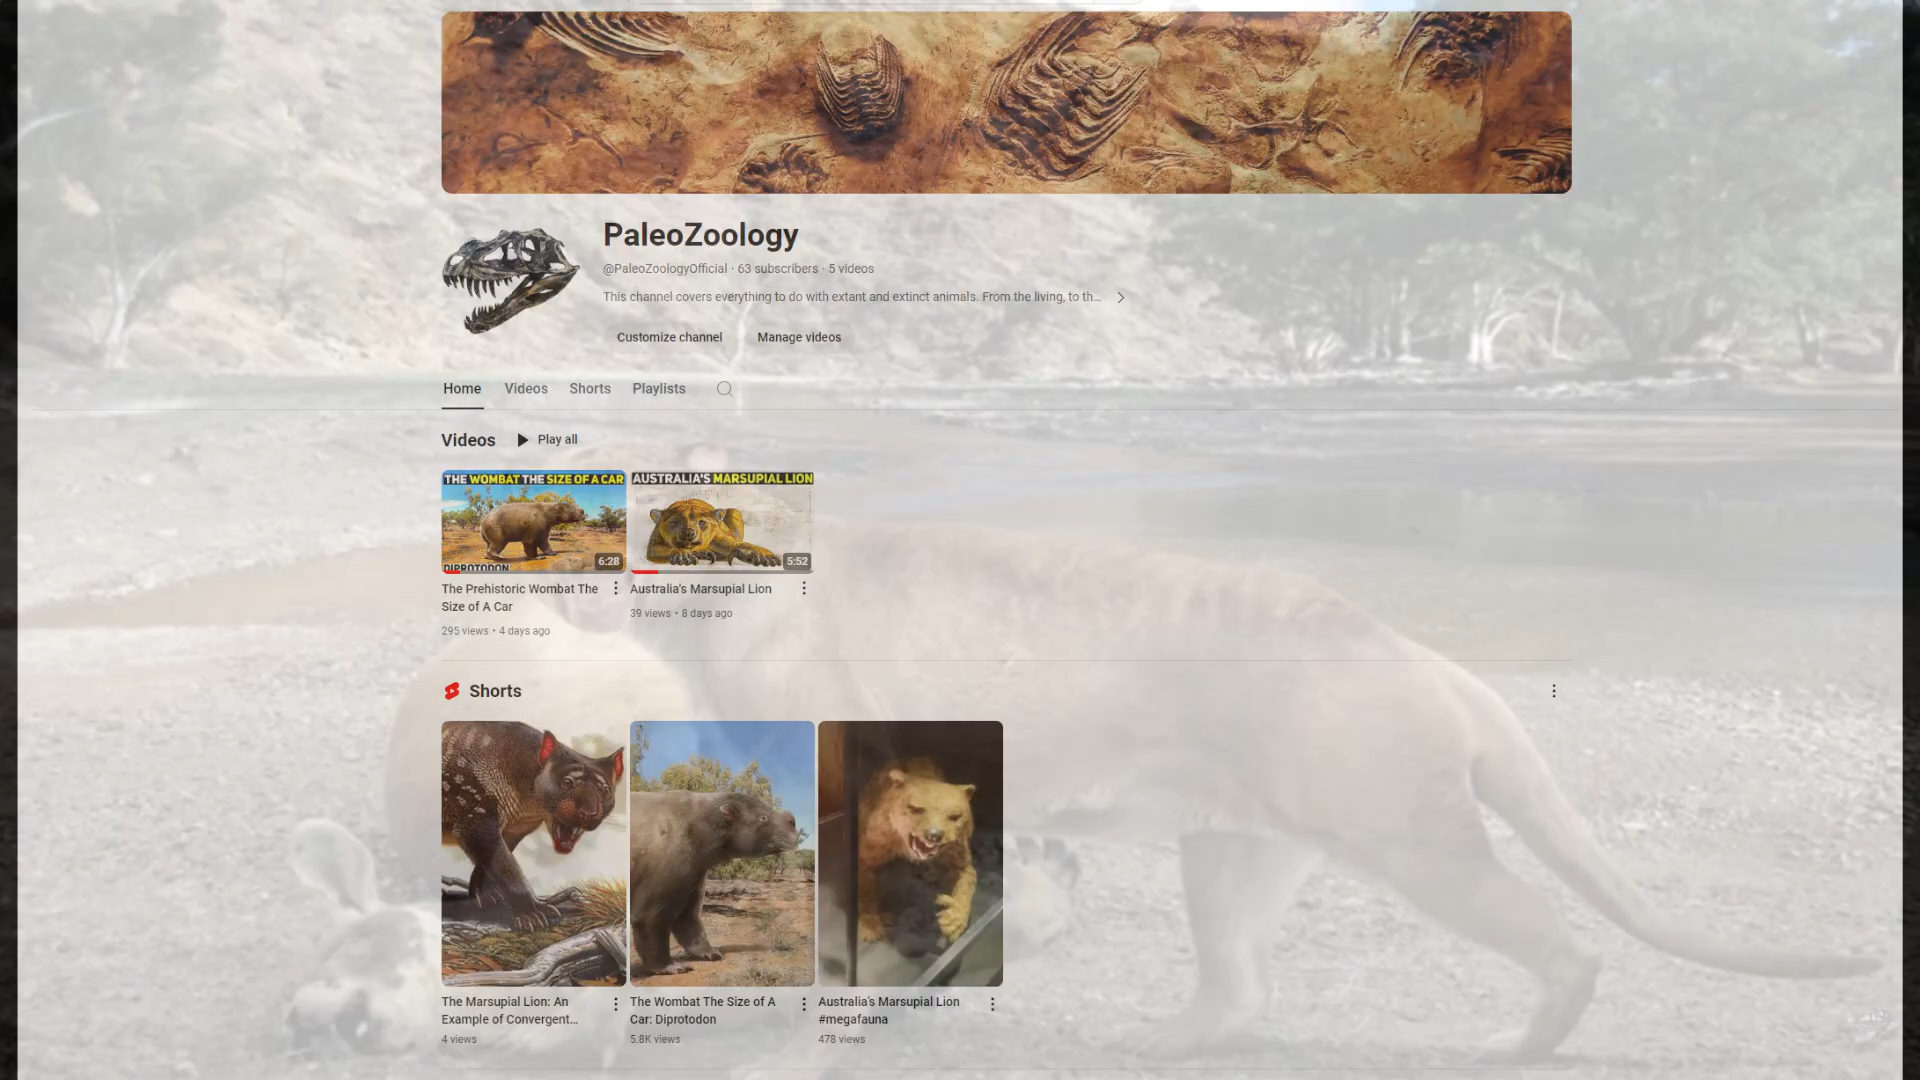 PaleoZoology
@PaleoZoologyOfficial · 63 subscribers · 5 videos
This channel covers everything to do with extant and extinct animals. From the living, to th...
Customize channel Manage videos
Home Videos Shorts Playlists
Videos Play all
THE WOMBAT THE SIZE OF A CAR
DIPROTODON
6:28
AUSTRALIA'S MARSUPIAL LION
5:52
The Prehistoric Wombat The
Size of A Car
295 views • 4 days ago
Australia's Marsupial Lion
39 views • 8 days ago
Shorts
The Marsupial Lion: An
Example of Convergent...
4 views
The Wombat The Size of A
Car: Diprotodon
5.8K views
Australia's Marsupial Lion
#megafauna
478 views